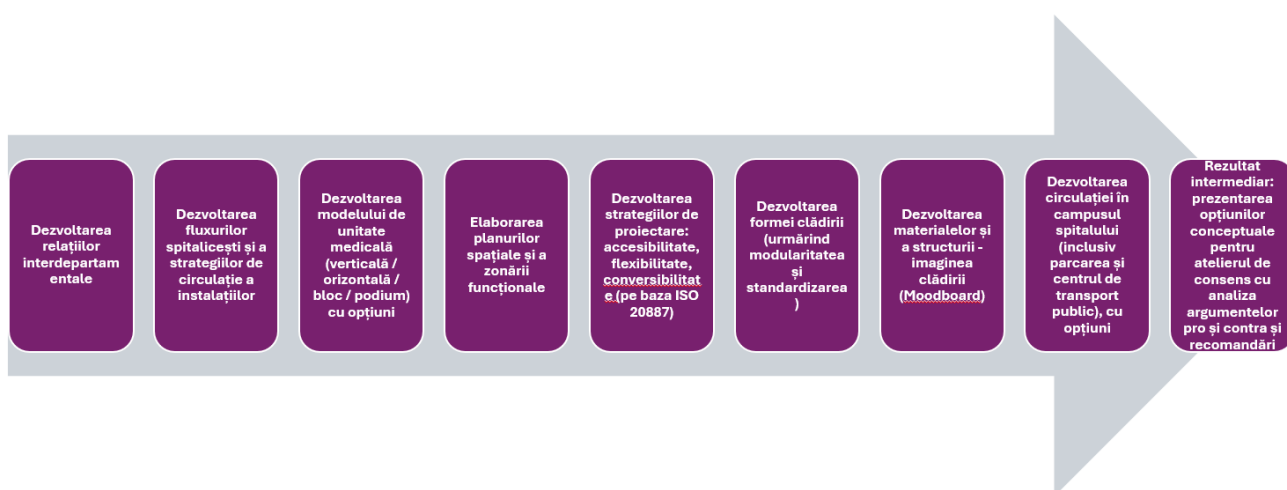 Dezvoltarea
relațiilor
interdepartam
entale
Dezvoltarea
fluxurilor
spitalicești și a
strategiilor de
circulație a
instalațiilor
Dezvoltarea
modelului de
unitate
medicală
(verticală /
orizontală /
bloc / podium)
cu opțiuni
Elaborarea
planurilor
spațiale și a
zonării
funcționale
Dezvoltarea
strategiilor de
proiectare:
accesibilitate,
flexibilitate,
conversibilitat
e (pe baza ISO
20887)
Dezvoltarea
formei clădirii
(urmărind
modularitatea
și
standardizarea
)
Dezvoltarea
materialelor și
a structurii -
imaginea
clădirii
(Moodboard)
Dezvoltarea
circulației în
campusul
spitalului
(inclusiv
parcarea și
centrul de
transport
public), cu
opțiuni
Rezultat
intermediar:
prezentarea
opțiunilor
conceptuale
pentru
atelierul de
consens cu
analiza
argumentelor
pro și contra și
recomandări